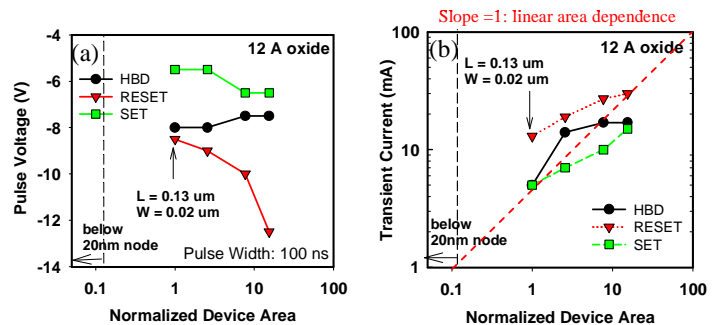 Slope =1: linear area dependence
(a)
12 A oxide
HBD
RESET
SET
L = 0.13 um
W = 0.02 um
below
20nm node
Pulse Width: 100 ns
Pulse Voltage (V)
-4
-6
-8
-10
-12
-14
0.1
1
10
100
Normalized Device Area
(b)
12 A oxide
L = 0.13 um
W = 0.02 um
HBD
RESET
SET
below
20nm node
Transient Current (mA)
100
10
1
0.1
1
10
100
Normalized Device Area